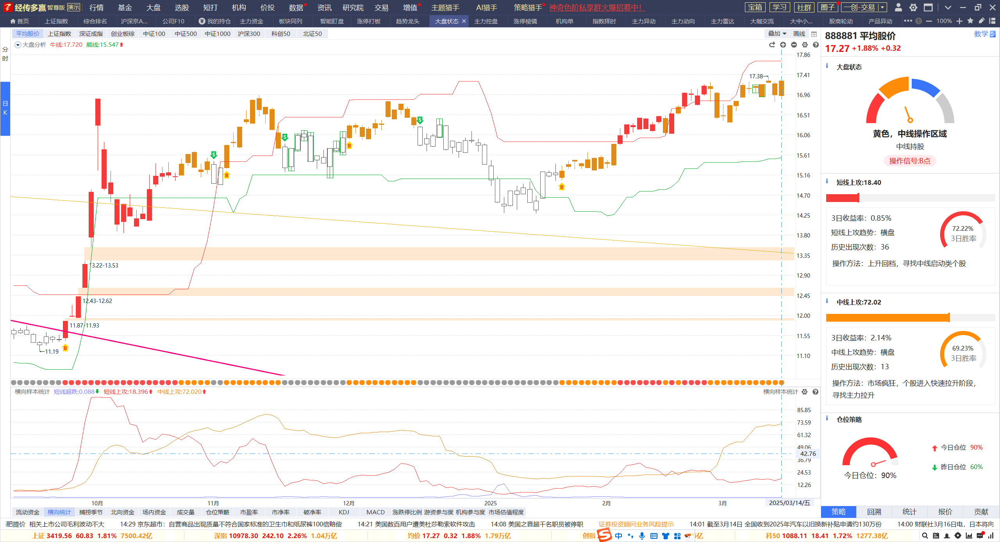 经传多赢 智尊版 演示 行情 基金 大盘 选股 短打 机构 价投 数据 资讯 研究院 交易 增值 主题猎手 AI猎手 策略猎手 神奇色阶私享群火爆招募中! 宝箱 学习 社群 圈子 一创-交易
首页 上证指数 综合排名 沪深京A... 公司F10 我的持仓 主力资金 板块同列 智能盯盘 涨停打板 趋势龙头 大盘状态 主力控盘 涨停棱镜 机构单 指数择时 主力异动 主力动向 主力雷达 大咖交流 大中小... 股商轮动 产品异动 100%
平均股价 上证指数 深证成指 创业板综 中证100 中证500 中证1000 沪深300 科创50 北证50 叠加 画线
大盘分析 牛线:17.720 熊线:15.547
分时
日K
17.86
17.41
16.96
16.51
16.06
15.61
15.16
14.70
14.25
13.80
13.35
12.90
12.45
12.00
11.55
11.10
17.38→
S
S
S
B
B
B
B
13.22-13.53
12.43-12.62
11.87-11.93
←11.19
横向样本统计 短线超跌:0.088 短线上攻:18.396 中线上攻:72.020 横向样本统计
85.85
73.59
61.32
49.06
42.76
36.79
24.53
12.26
10月 11月 12月 2025 2月 3月 2025/03/14/五
流动资金 横向统计 捕捞季节 北向资金 场内资金 成交量 仓位策略 市盈率 市净率 破净率 KDJ MACD 涨跌停比例 游资参与度 机构参与度 市场估值程度
888881 平均股价 教学
17.27 +1.88% +0.32
大盘状态
黄色，中线操作区域
中线持股
操作信号:B点
短线上攻:18.40
3日收益率：0.85%
短线上攻趋势：横盘
历史出现次数：36
72.22%
3日胜率
操作方法：上升回档，寻找中线启动类个股
中线上攻:72.02
3日收益率：2.14%
中线上攻趋势：横盘
历史出现次数：13
69.23%
3日胜率
操作方法：市场疯狂，个股进入快速拉升阶段，
寻找主力拉升
仓位策略
今日仓位 90%
昨日仓位 60%
今日仓位：90%
策略 回溯 统计 报价 贡献
肥提价 相关上市公司毛利波动不大 14:29 京东超市：自营商品出现质量不符合国家标准的卫生巾和纸尿裤100倍赔偿 14:21 美国数百用户遭美杜莎勒索软件攻击 14:08 美国之音超千名职员被停职 证券投资顾问业务风险提示 14:01 截至3月14日 全国收到2025年汽车以旧换新补贴申请约130万份 14:00 财联社3月16日电，日本将向
上证 3419.56 60.83 1.81% 7500.42亿 深指 10978.30 242.10 2.26% 1.04万亿 均价 17.27 0.32 1.88% 1.79万亿 创指 中 亿 科50 1088.11 18.41 1.72% 1277.38亿